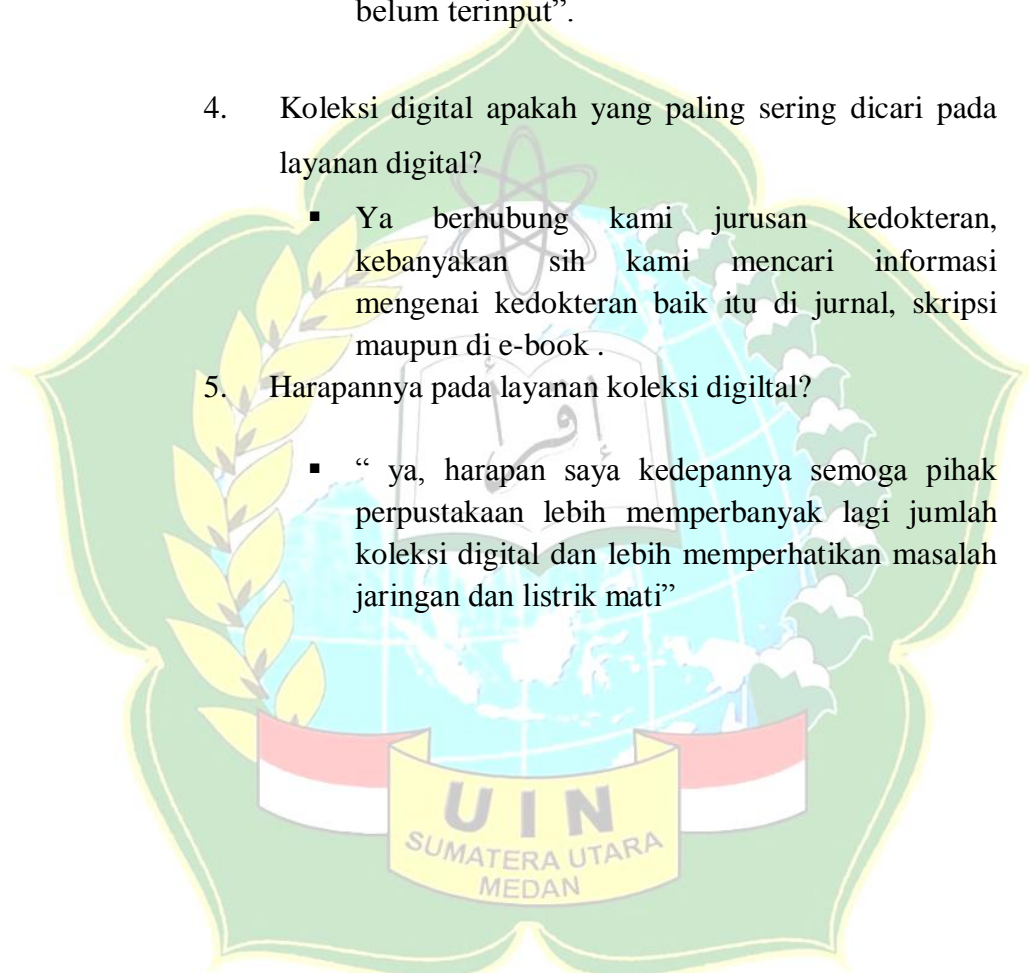 belum terinput”.
4. Koleksi digital apakah yang paling sering dicari pada
layanan digital?
▪ Ya berhubung kami jurusan kedokteran,
kebanyakan sih kami mencari informasi
mengenai kedokteran baik itu di jurnal, skripsi
maupun di e-book .
5. Harapannya pada layanan koleksi digiltal?
▪ “ ya, harapan saya kedepannya semoga pihak
perpustakaan lebih memperbanyak lagi jumlah
koleksi digital dan lebih memperhatikan masalah
jaringan dan listrik mati”
إقرأ
UIN
SUMATERA UTARA
MEDAN